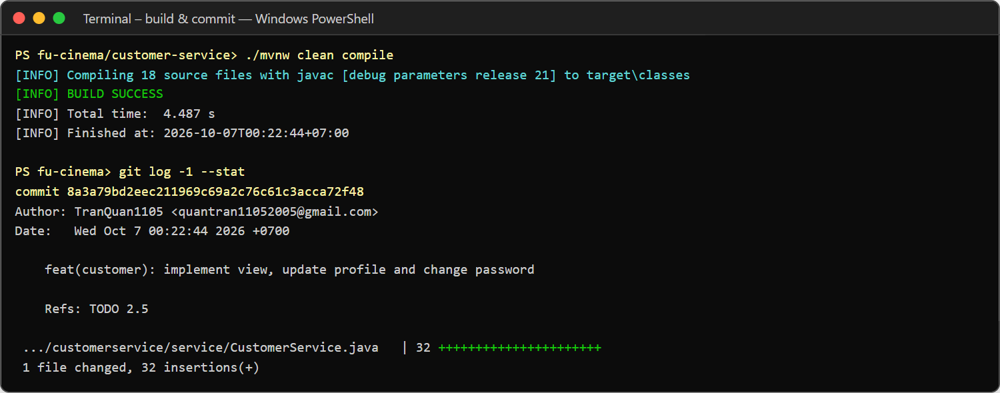 Terminal – build & commit — Windows PowerShell
PS fu-cinema/customer-service> ./mvnw clean compile
[INFO] Compiling 18 source files with javac [debug parameters release 21] to target\classes
[INFO] BUILD SUCCESS
[INFO] Total time:  4.487 s
[INFO] Finished at: 2026-10-07T00:22:44+07:00
PS fu-cinema> git log -1 --stat
commit 8a3a79bd2eec211969c69a2c76c61c3acca72f48
Author: TranQuan1105 <quantran11052005@gmail.com>
Date:   Wed Oct 7 00:22:44 2026 +0700
feat(customer): implement view, update profile and change password
Refs: TODO 2.5
.../customerservice/service/CustomerService.java   | 32 ++++++++++++++++++++++
1 file changed, 32 insertions(+)